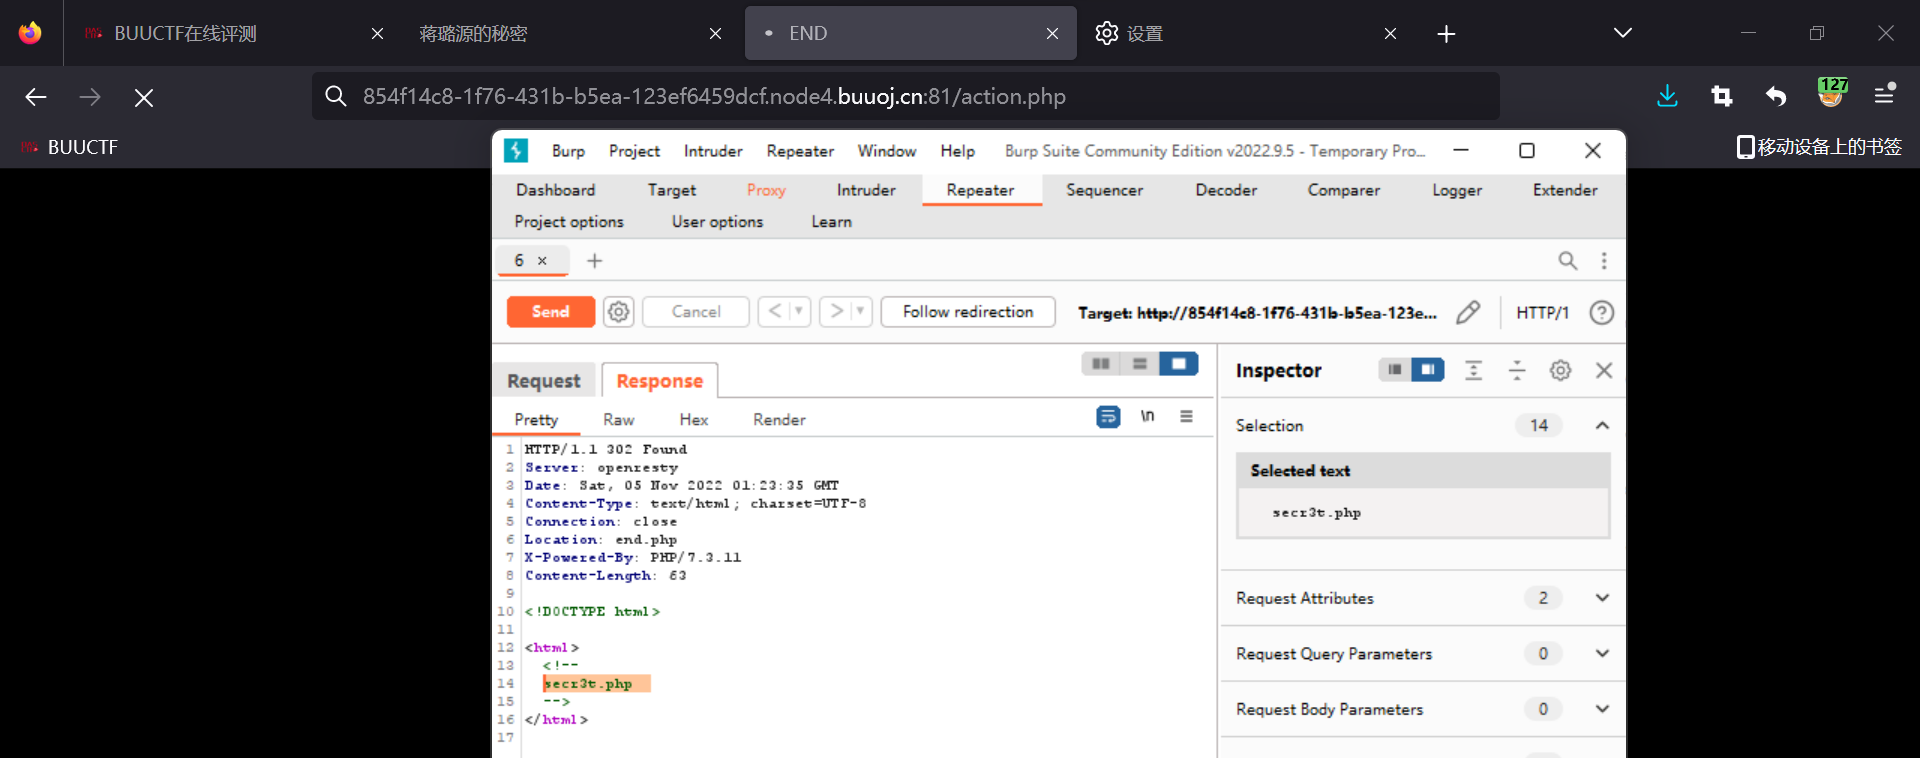 BUUCTF在线评测
蒋璐源的秘密
END
设置
854f14c8-1f76-431b-b5ea-123ef6459dcf.node4.buuoj.cn:81/action.php
127
BUUCTF
移动设备上的书签
Burp Project Intruder Repeater Window Help Burp Suite Community Edition v2022.9.5 - Temporary Pro...
Dashboard Target Proxy Intruder Repeater Sequencer Decoder Comparer Logger Extender
Project options User options Learn
6 × +
Send Cancel < > Follow redirection Target: http://854f14c8-1f76-431b-b5ea-123e... HTTP/1 ?
Request Response
Pretty Raw Hex Render \n
1 HTTP/1.1 302 Found
2 Server: openresty
3 Date: Sat, 05 Nov 2022 01:23:35 GMT
4 Content-Type: text/html; charset=UTF-8
5 Connection: close
6 Location: end.php
7 X-Powered-By: PHP/7.3.11
8 Content-Length: 63
9
10 <!DOCTYPE html>
11
12 <html>
13 <!--
14 secr3t.php
15 -->
16 </html>
17
Inspector
Selection 14
Selected text
secr3t.php
Request Attributes 2
Request Query Parameters 0
Request Body Parameters 0